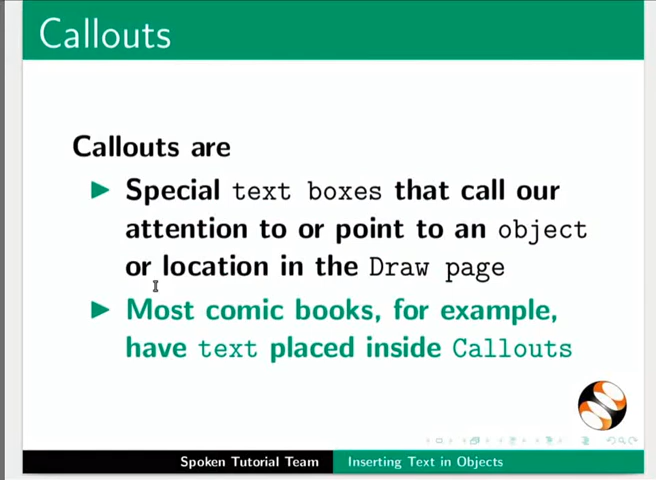 Callouts
Callouts are
Special text boxes that call our
attention to or point to an object
or location in the Draw page
Most comic books, for example,
have text placed inside Callouts
Spoken Tutorial Team
Inserting Text in Objects